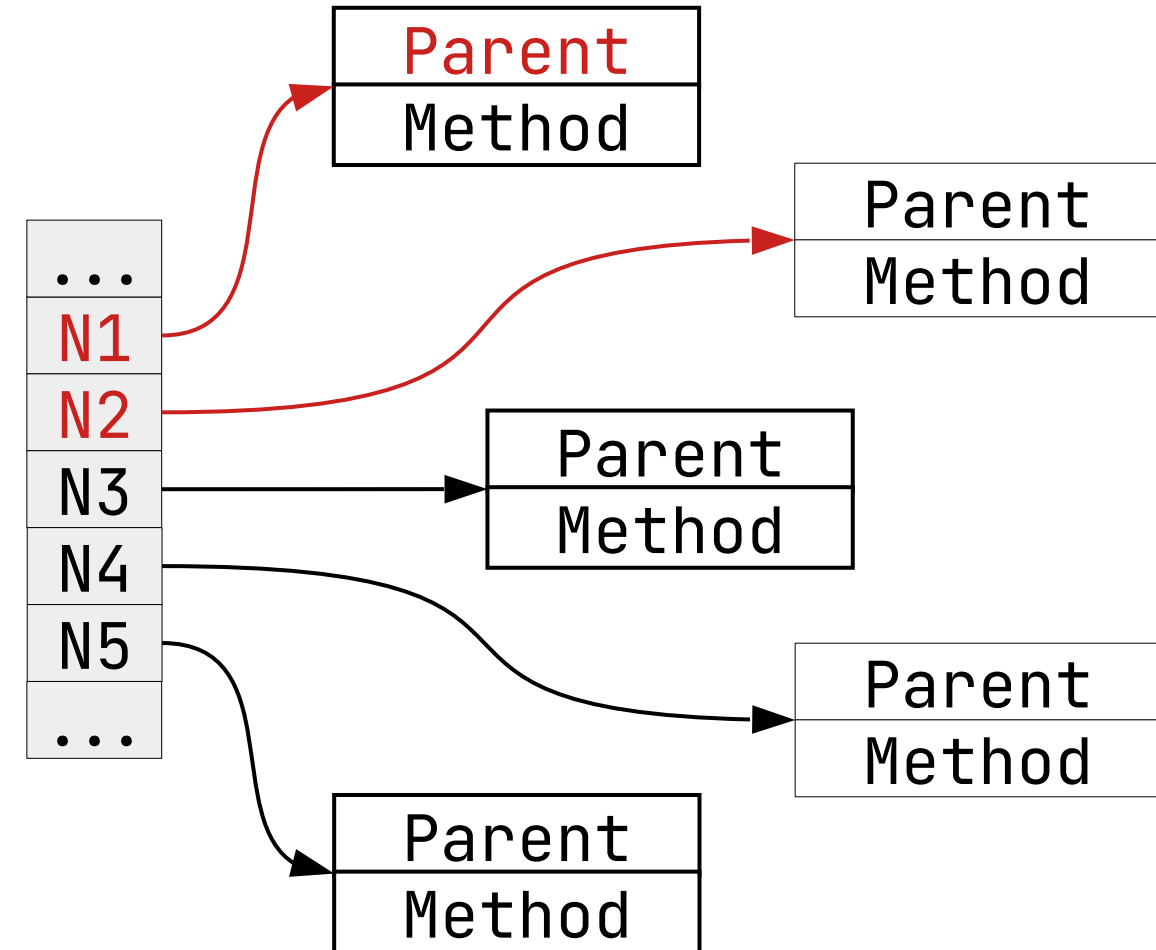 Parent
Method
Parent
Method
...
N1
N2
N3
N4
N5
...
Parent
Method
Parent
Method
Parent
Method